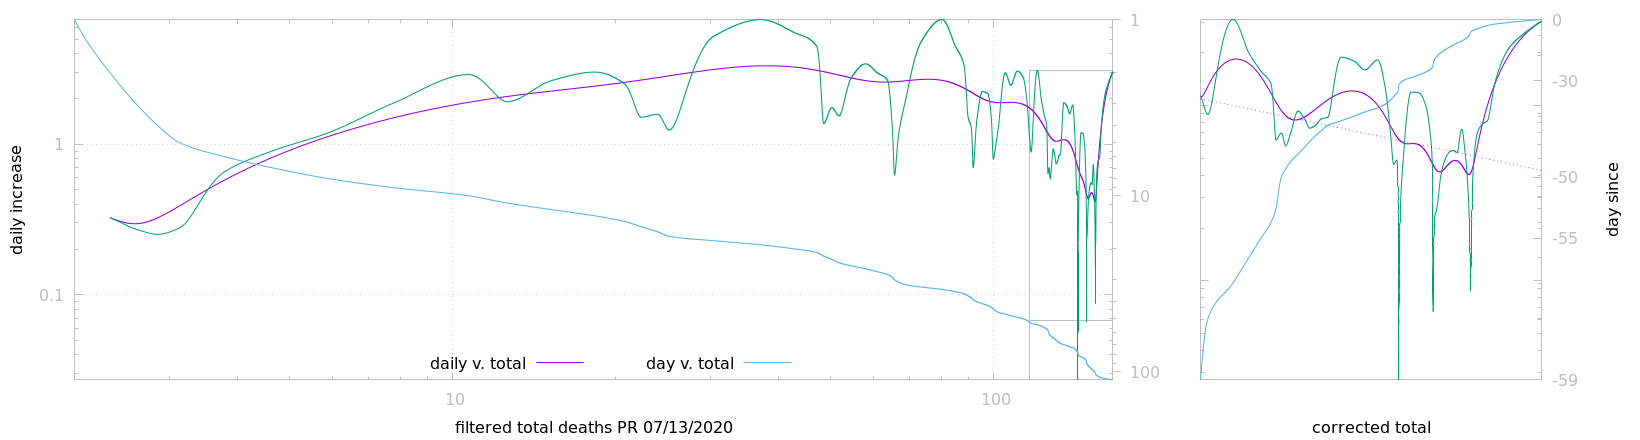 daily increase
1
0.1
1
10
100
10
100
daily v. total
day v. total
filtered total deaths PR 07/13/2020
0
-30
-50
-55
-59
day since
corrected total